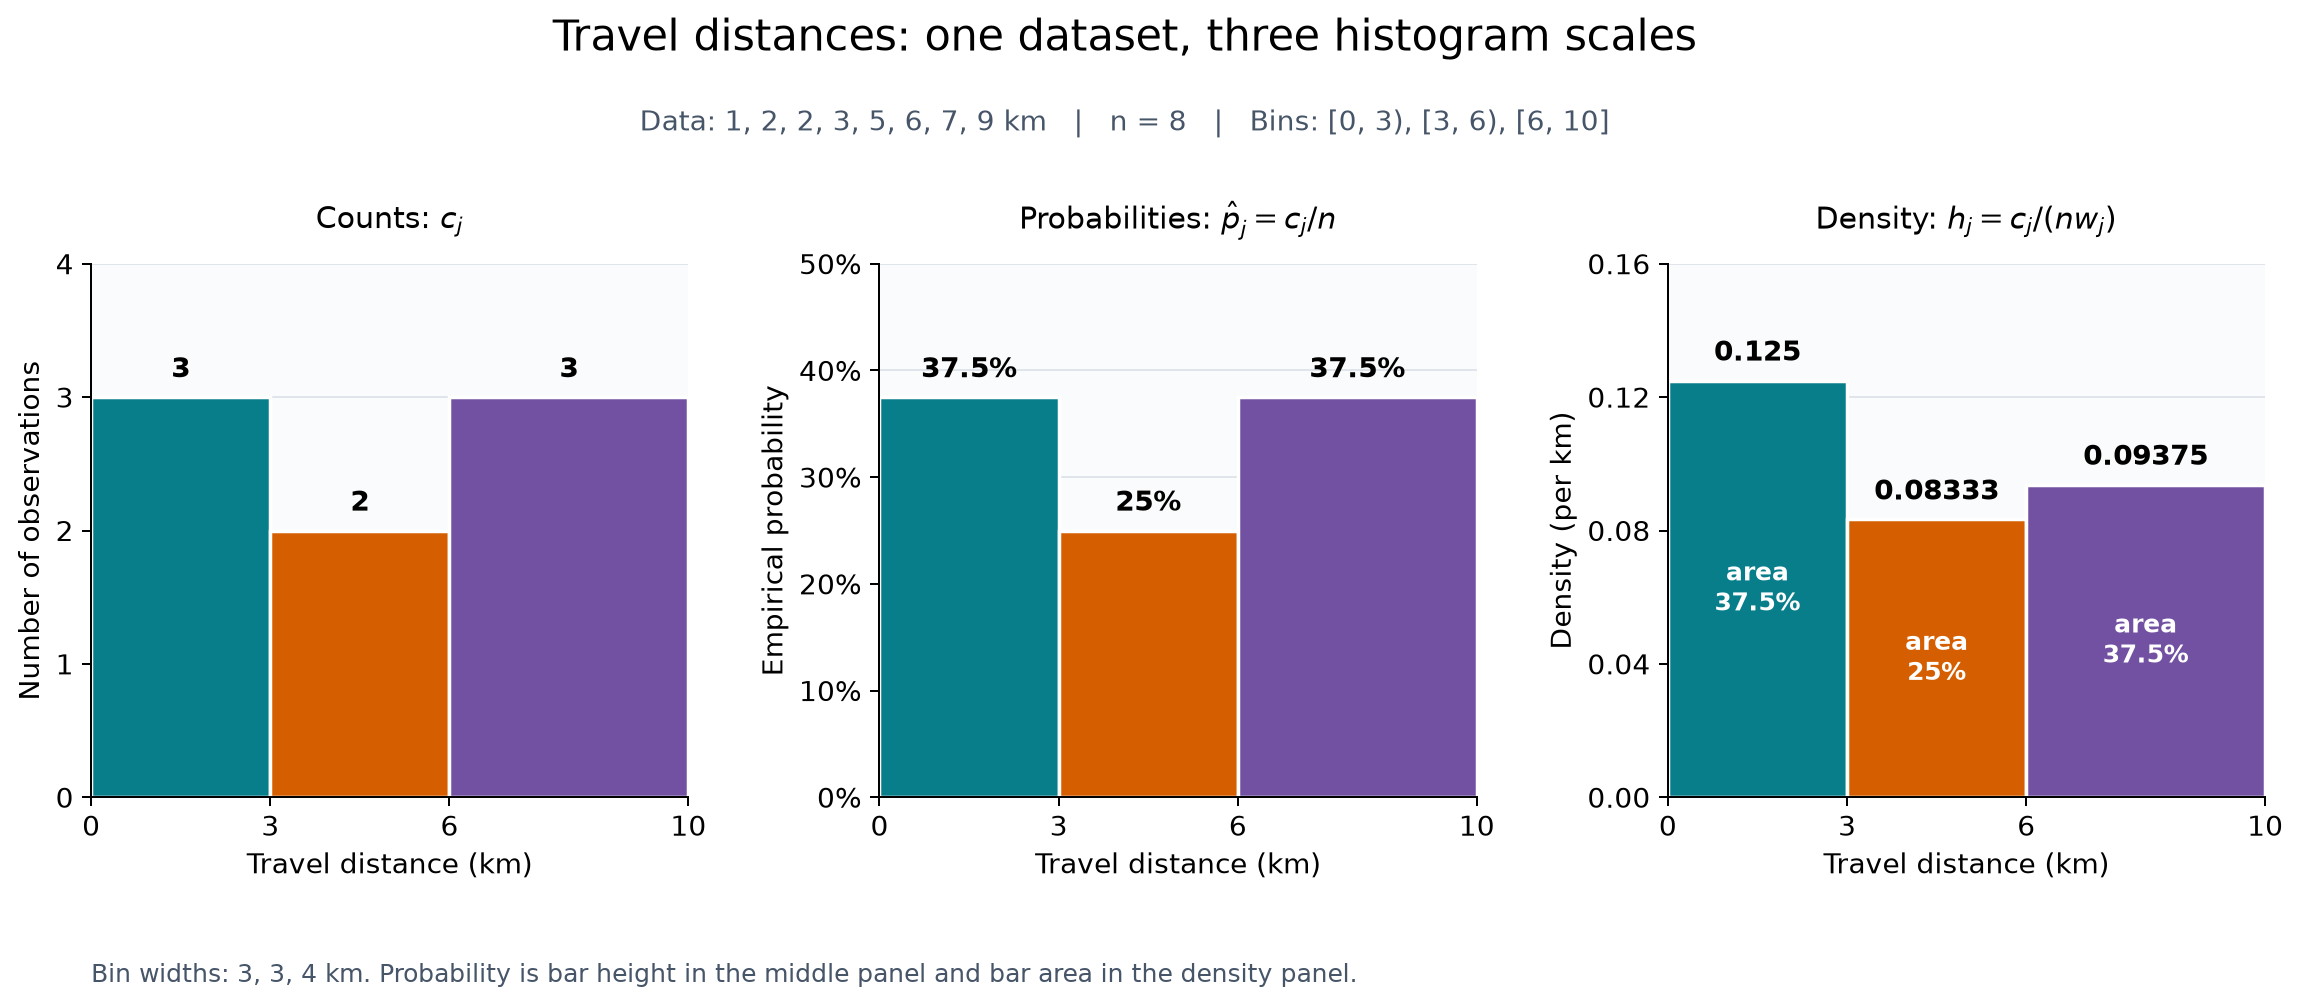 Travel distances: one dataset, three histogram scales
Data: 1, 2, 2, 3, 5, 6, 7, 9 km | n = 8 | Bins: [0, 3), [3, 6), [6, 10]
Counts: c_j
Number of observations
4
3
2
1
0
3
2
3
0 3 6 10
Travel distance (km)
Probabilities: p̂_j = c_j/n
Empirical probability
50%
40%
30%
20%
10%
0%
37.5%
25%
37.5%
0 3 6 10
Travel distance (km)
Density: h_j = c_j/(nw_j)
Density (per km)
0.16
0.12
0.08
0.04
0.00
0.125
0.08333
0.09375
area
37.5%
area
25%
area
37.5%
0 3 6 10
Travel distance (km)
Bin widths: 3, 3, 4 km. Probability is bar height in the middle panel and bar area in the density panel.